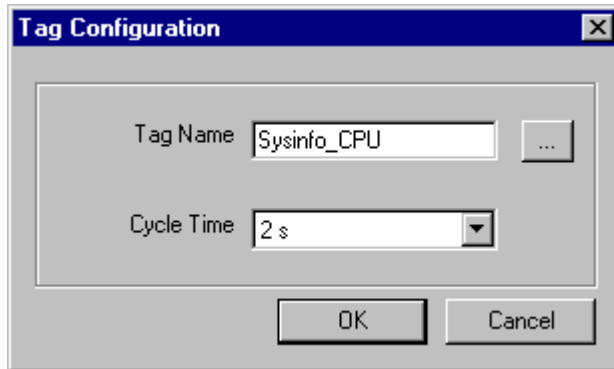 Tag Configuration
Tag Name Sysinfo_CPU ...
Cycle Time 2 s
OK Cancel